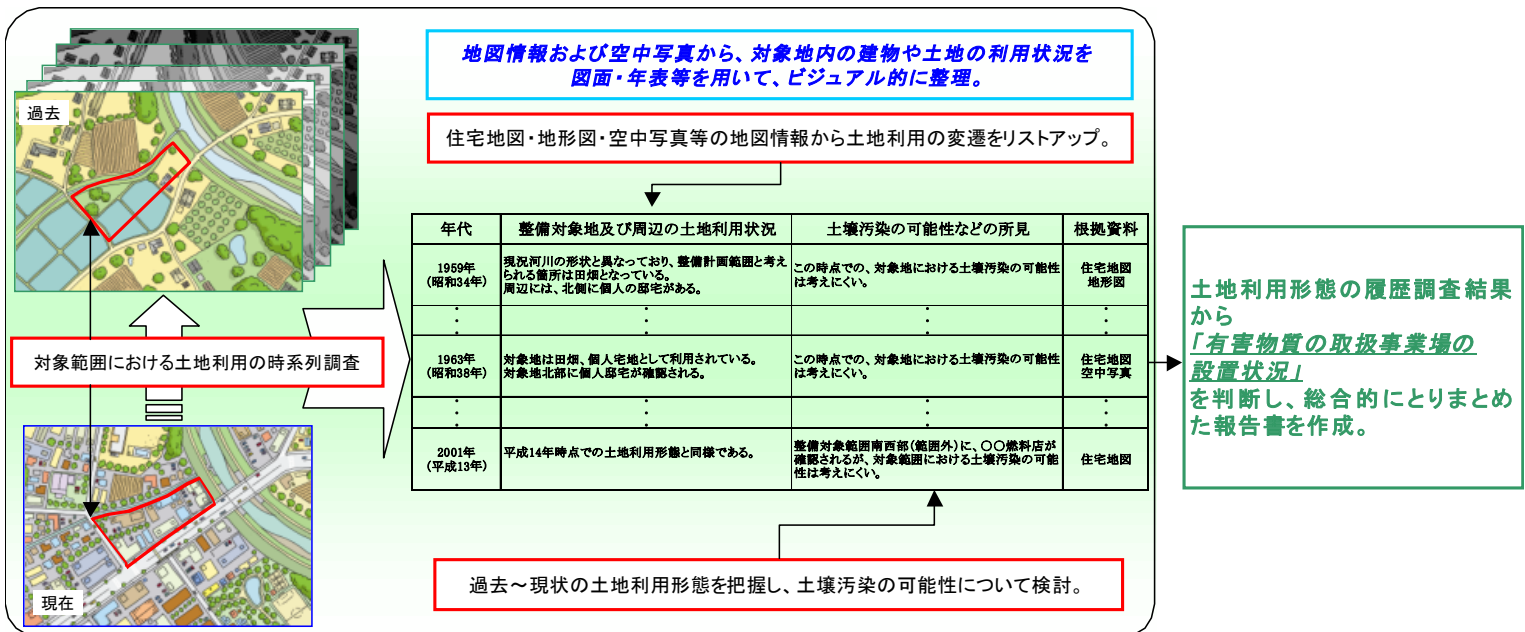 地図情報および空中写真から、対象地内の建物や土地の利用状況を
図面・年表等を用いて、ビジュアル的に整理。
過去
住宅地図・地形図・空中写真等の地図情報から土地利用の変遷をリストアップ。
対象範囲における土地利用の時系列調査
年代 整備対象地及び周辺の土地利用状況 土壌汚染の可能性などの所見 根拠資料
1959年
(昭和34年)
現況河川の形状と異なっており、整備計画範囲と考え
られる箇所は田畑となっている。
周辺には、北側に個人の邸宅がある。
この時点での、対象地における土壌汚染の可能性
は考えにくい。
住宅地図
地形図
: : : :
1963年
(昭和38年)
対象地は田畑、個人宅地として利用されている。
対象地北部に個人邸宅が確認される。
この時点での、対象地における土壌汚染の可能性
は考えにくい。
住宅地図
空中写真
: : : :
2001年
(平成13年)
平成14年時点での土地利用形態と同様である。
整備対象範囲南西部(範囲外)に、〇〇燃料店が
確認されるが、対象範囲における土壌汚染の可能
性は考えにくい。
住宅地図
土地利用形態の履歴調査結果
から
「有害物質の取扱事業場の
設置状況」
を判断し、総合的にとりまとめ
た報告書を作成。
現在
過去～現状の土地利用形態を把握し、土壌汚染の可能性について検討。